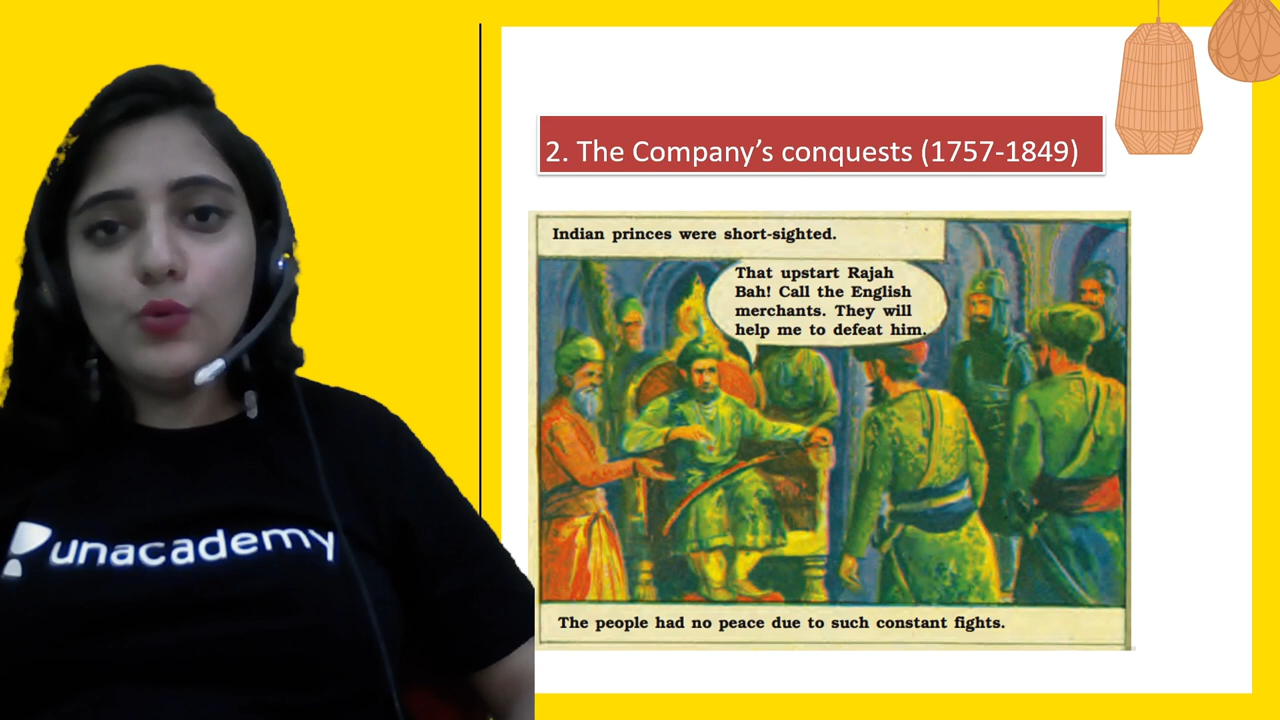 2. The Company's conquests (1757-1849)
Indian princes were short-sighted.
That upstart Rajah
Bah! Call the English
merchants. They will
help me to defeat him.
The people had no peace due to such constant fights.
unacademy